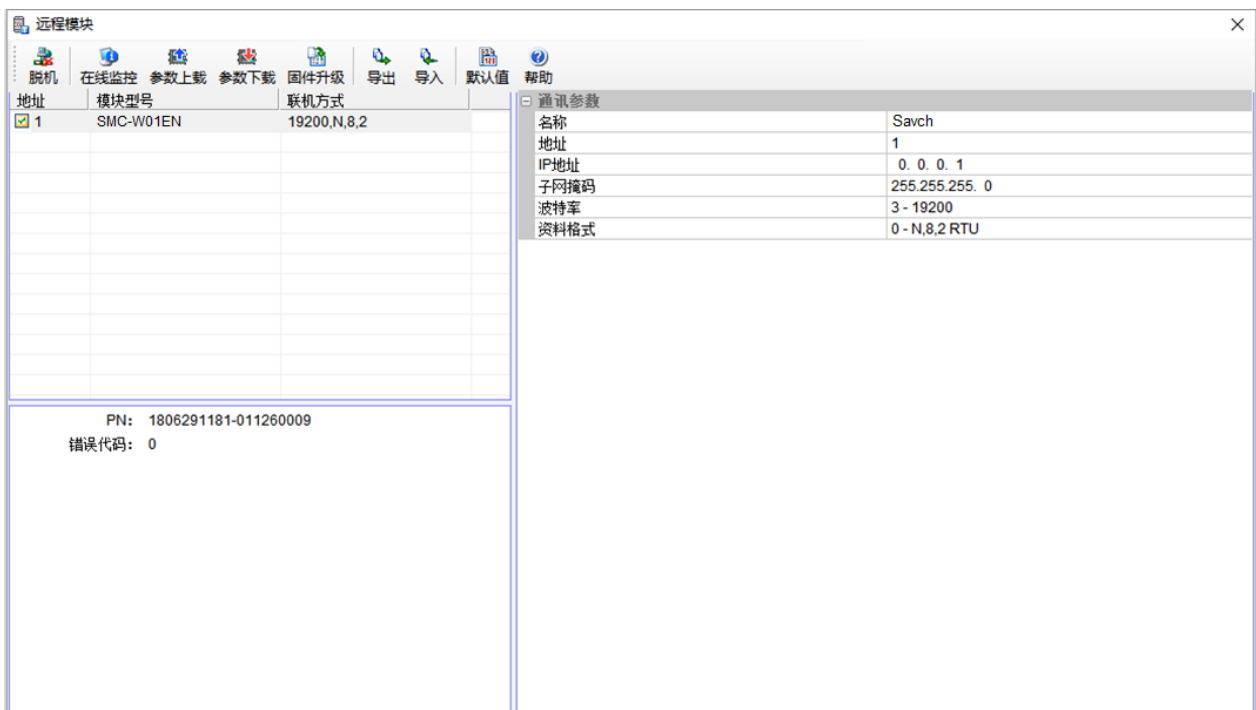 远程模块
脱机 在线监控 参数上载 参数下载 固件升级 导出 导入 默认值 帮助
地址 模块型号 联机方式
1 SMC-W01EN 19200,N,8,2
PN: 1806291181-011260009
错误代码: 0
通讯参数
名称 Savch
地址 1
IP地址 0. 0. 0. 1
子网掩码 255.255.255. 0
波特率 3 - 19200
资料格式 0 - N,8,2 RTU